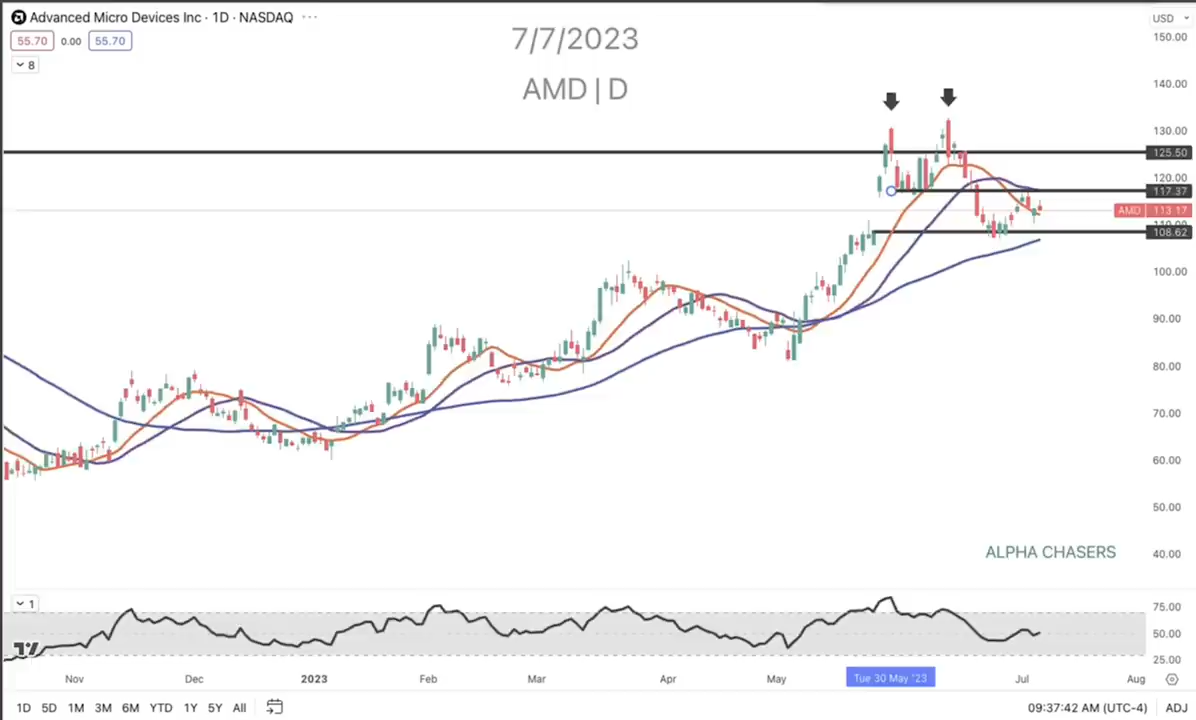 Advanced Micro Devices Inc · 1D · NASDAQ ···
55.70 0.00 55.70
8
7/7/2023
AMD | D
USD
150.00
140.00
130.00
125.50
120.00
117.37
AMD 113.17
110.00
108.62
100.00
90.00
80.00
70.00
60.00
50.00
40.00
ALPHA CHASERS
1
75.00
50.00
25.00
Nov Dec 2023 Feb Mar Apr May Tue 30 May '23 Jul Aug
1D 5D 1M 3M 6M YTD 1Y 5Y All 09:37:42 AM (UTC-4) ADJ